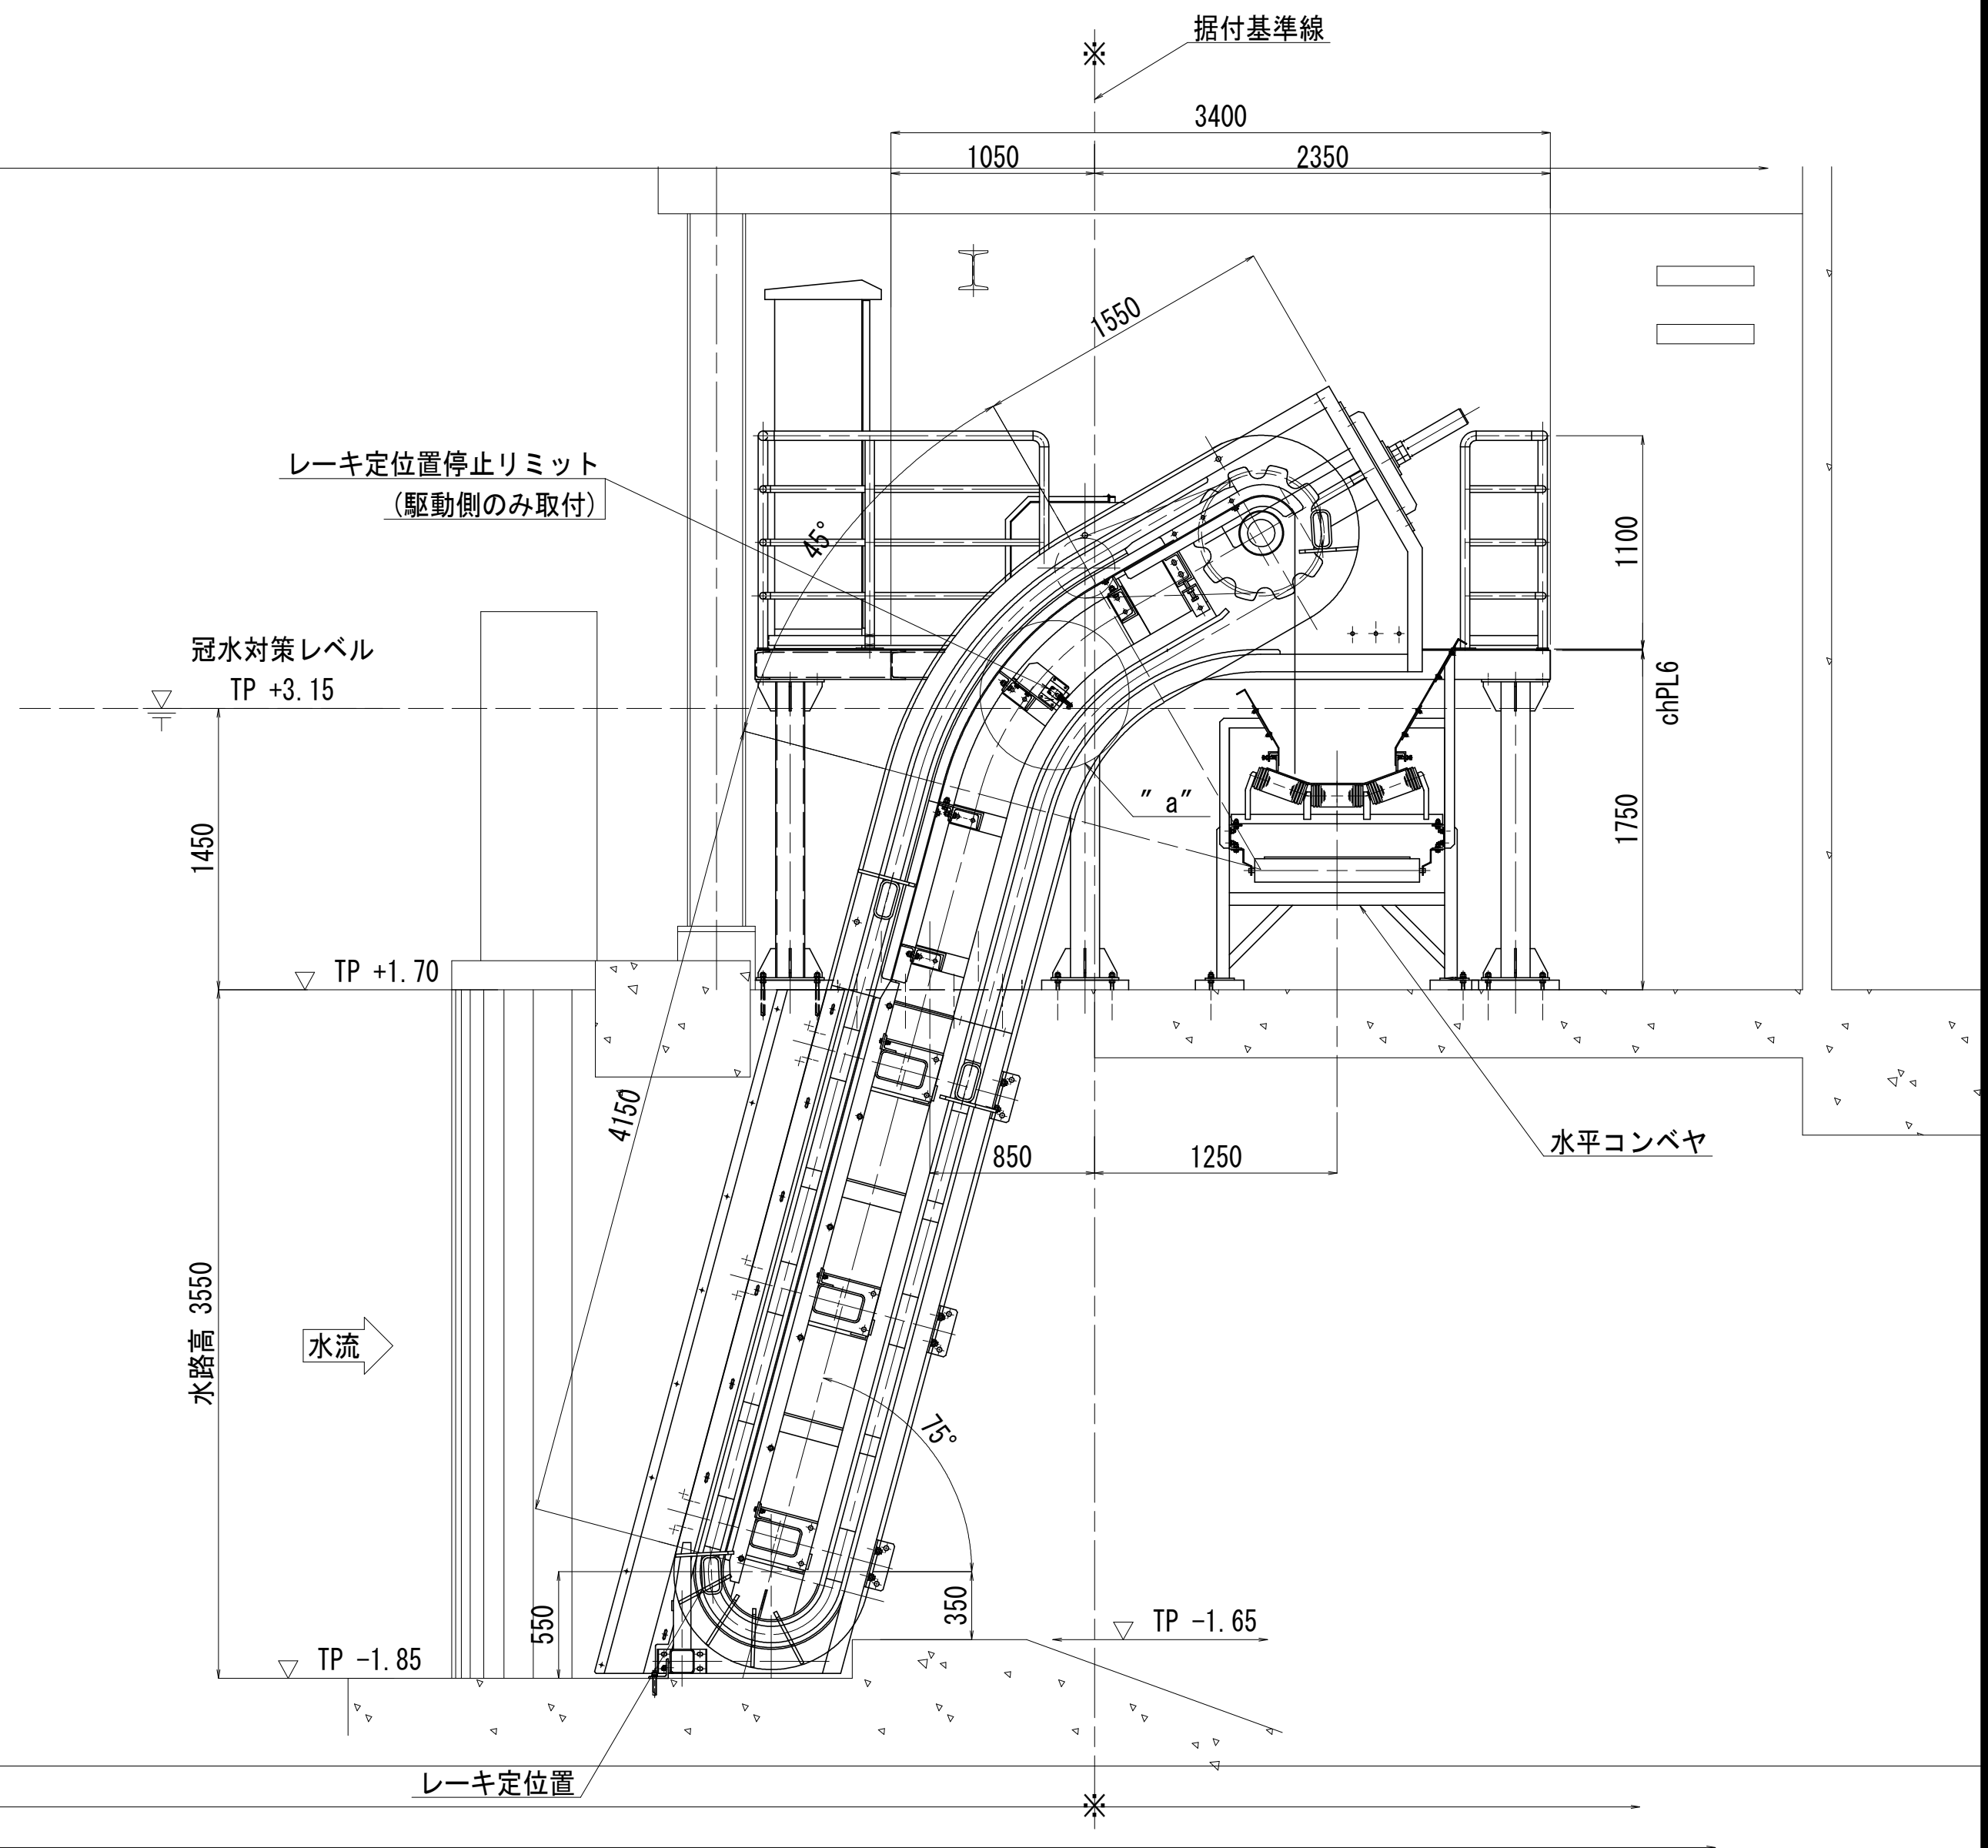 ※
据付基準線
3400
1050
2350
1550
レーキ定位置停止リミット
(駆動側のみ取付)
45°
1100
冠水対策レベル
TP +3.15
chPL6
" a"
1450
1750
TP +1.70
4150
850
1250
水平コンベヤ
水路高 3550
水流
75°
550
350
TP -1.65
TP -1.85
レーキ定位置
※